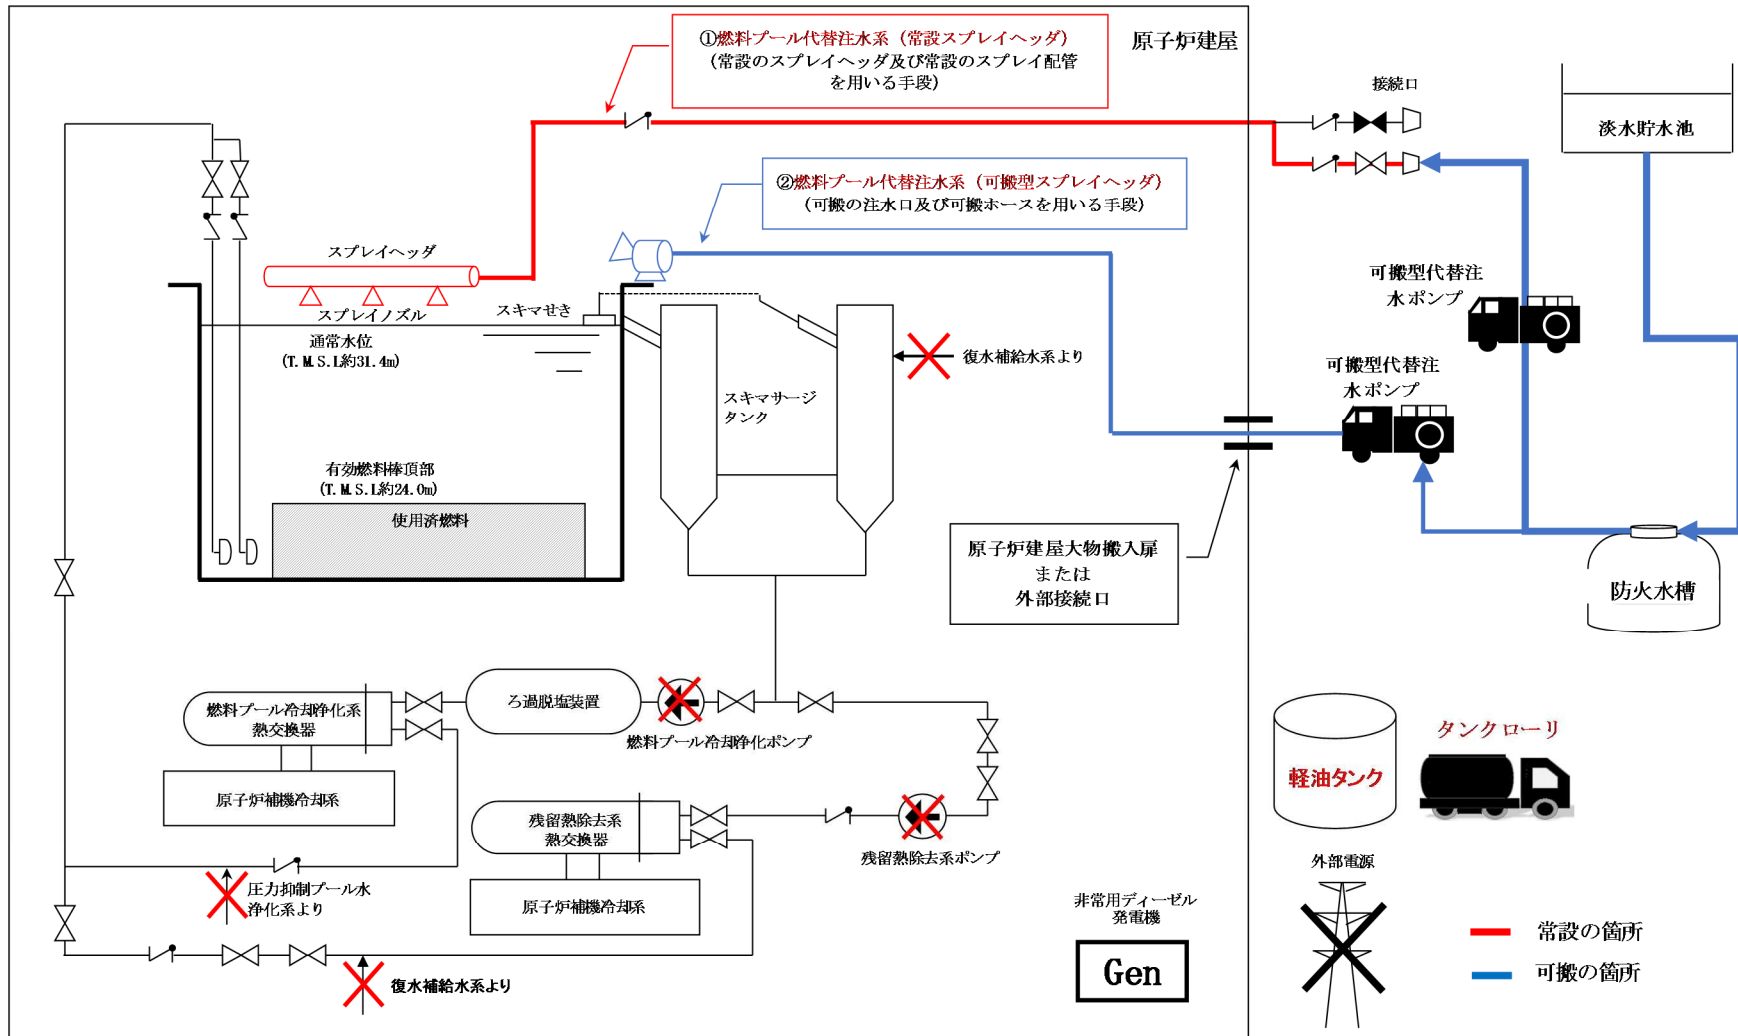 ①燃料プール代替注水系（常設スプレイヘッダ）
（常設のスプレイヘッダ及び常設のスプレイ配管
を用いる手段）
原子炉建屋
接続口
淡水貯水池
②燃料プール代替注水系（可搬型スプレイヘッダ）
（可搬の注水口及び可搬ホースを用いる手段）
スプレイヘッダ
スプレイノズル
スキマせき
通常水位
(T.M.S.L約31.4m)
可搬型代替注
水ポンプ
復水補給水系より
可搬型代替注
水ポンプ
スキマサージ
タンク
有効燃料棒頂部
(T.M.S.L約24.0m)
使用済燃料
原子炉建屋大物搬入扉
または
外部接続口
防火水槽
燃料プール冷却浄化系
熱交換器
ろ過脱塩装置
燃料プール冷却浄化ポンプ
原子炉補機冷却系
残留熱除去系
熱交換器
残留熱除去系ポンプ
軽油タンク
タンクローリ
圧力抑制プール水
浄化系より
原子炉補機冷却系
復水補給水系より
非常用ディーゼル
発電機
Gen
外部電源
常設の箇所
可搬の箇所